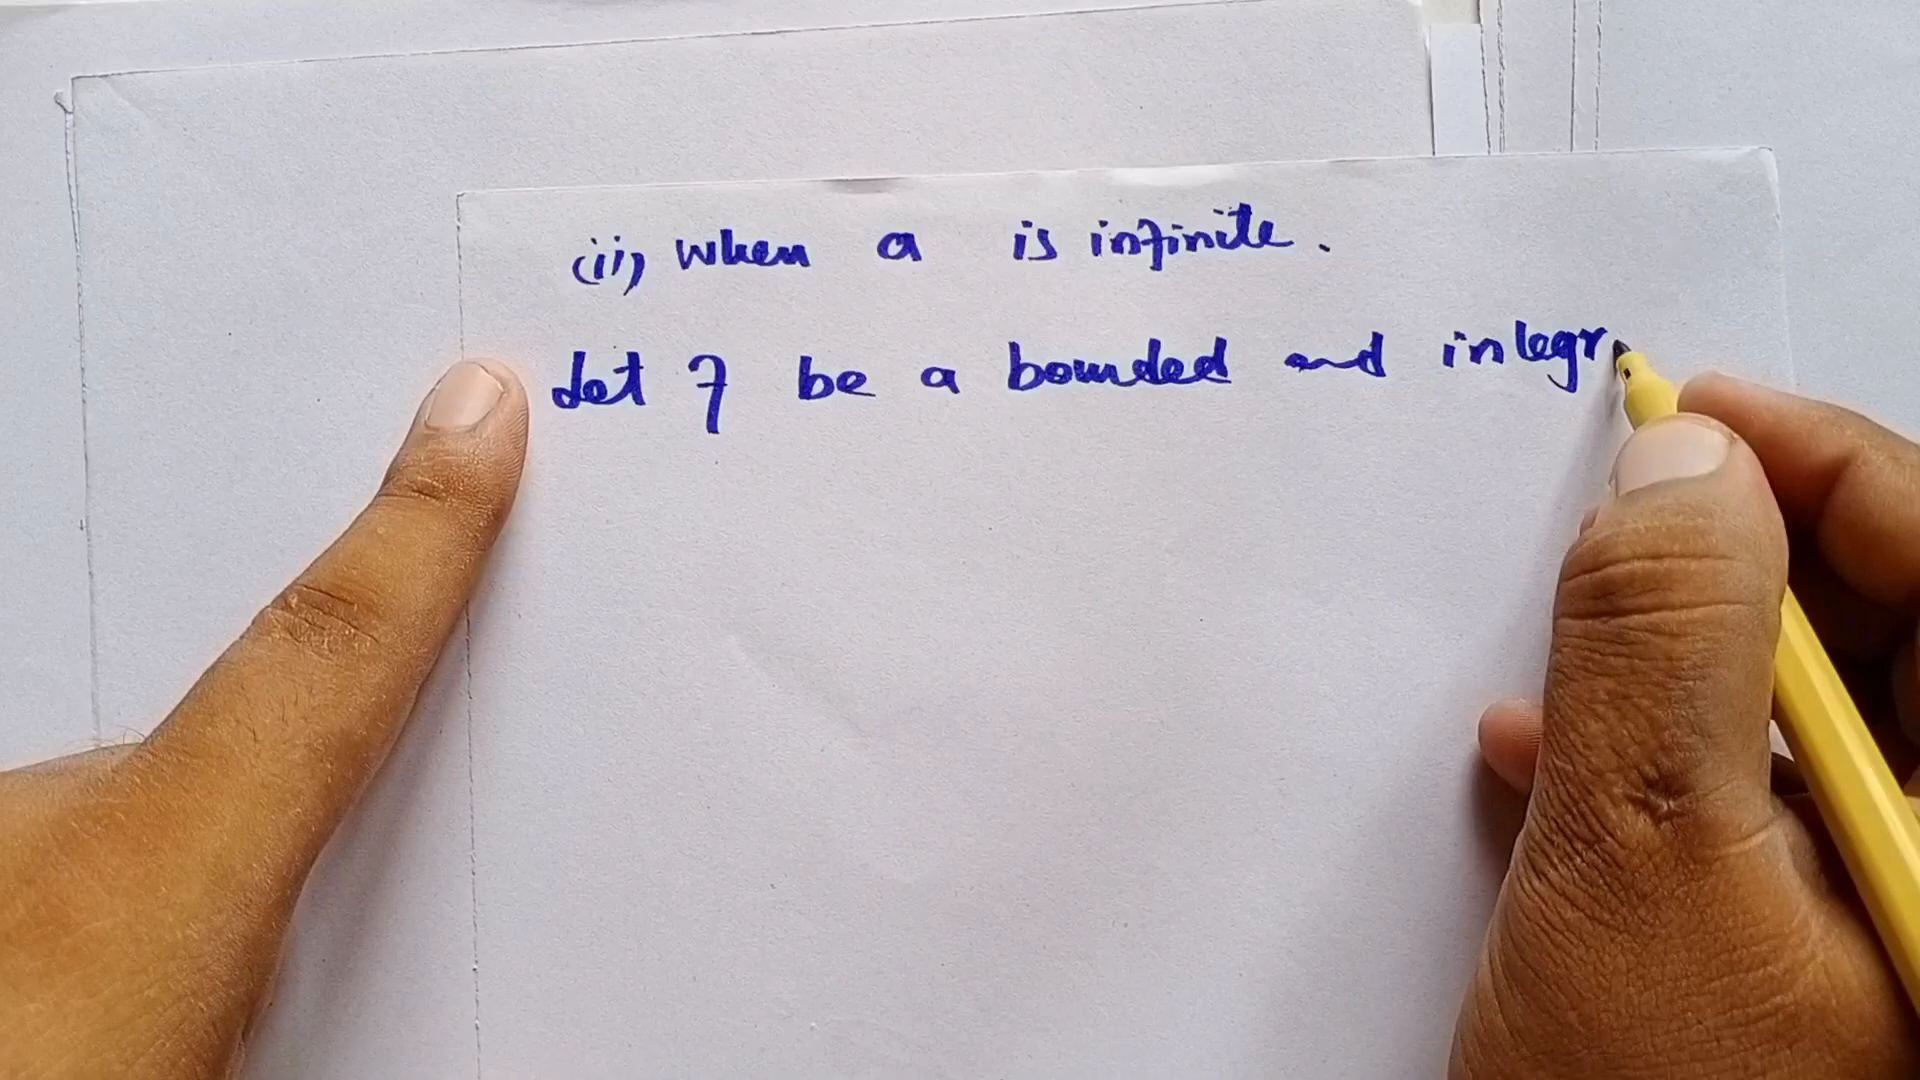 (ii) When a is infinite.
Let f be a bounded and integr